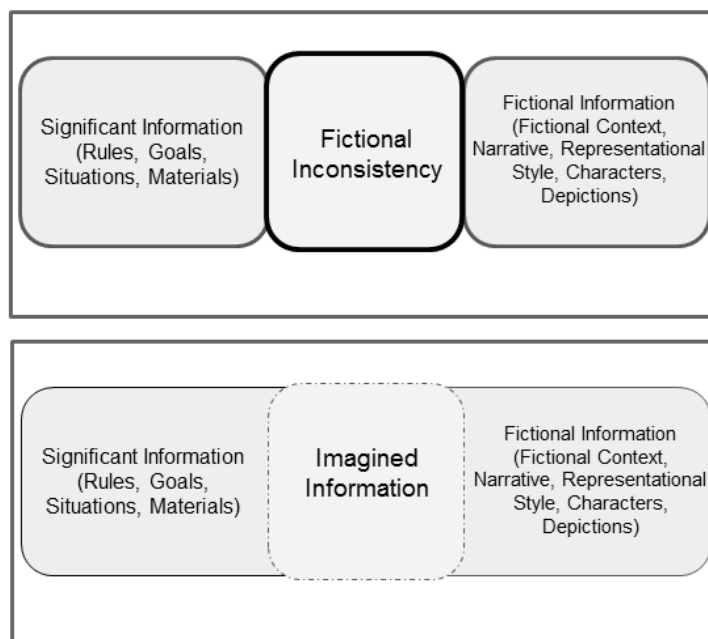 Significant Information
(Rules, Goals,
Situations, Materials)
Fictional
Inconsistency
Fictional Information
(Fictional Context,
Narrative, Representational
Style, Characters,
Depictions)
Significant Information
(Rules, Goals,
Situations, Materials)
Imagined
Information
Fictional Information
(Fictional Context,
Narrative, Representational
Style, Characters,
Depictions)